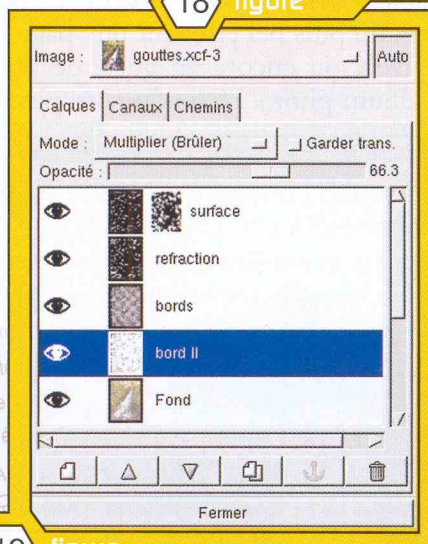 18 figure
Image : gouttes.xcf-3 Auto
Calques Canaux Chemins
Mode : Multiplier (Brûler) Garder trans.
Opacité : 66.3
surface
refraction
bords
bord II
Fond
Fermer